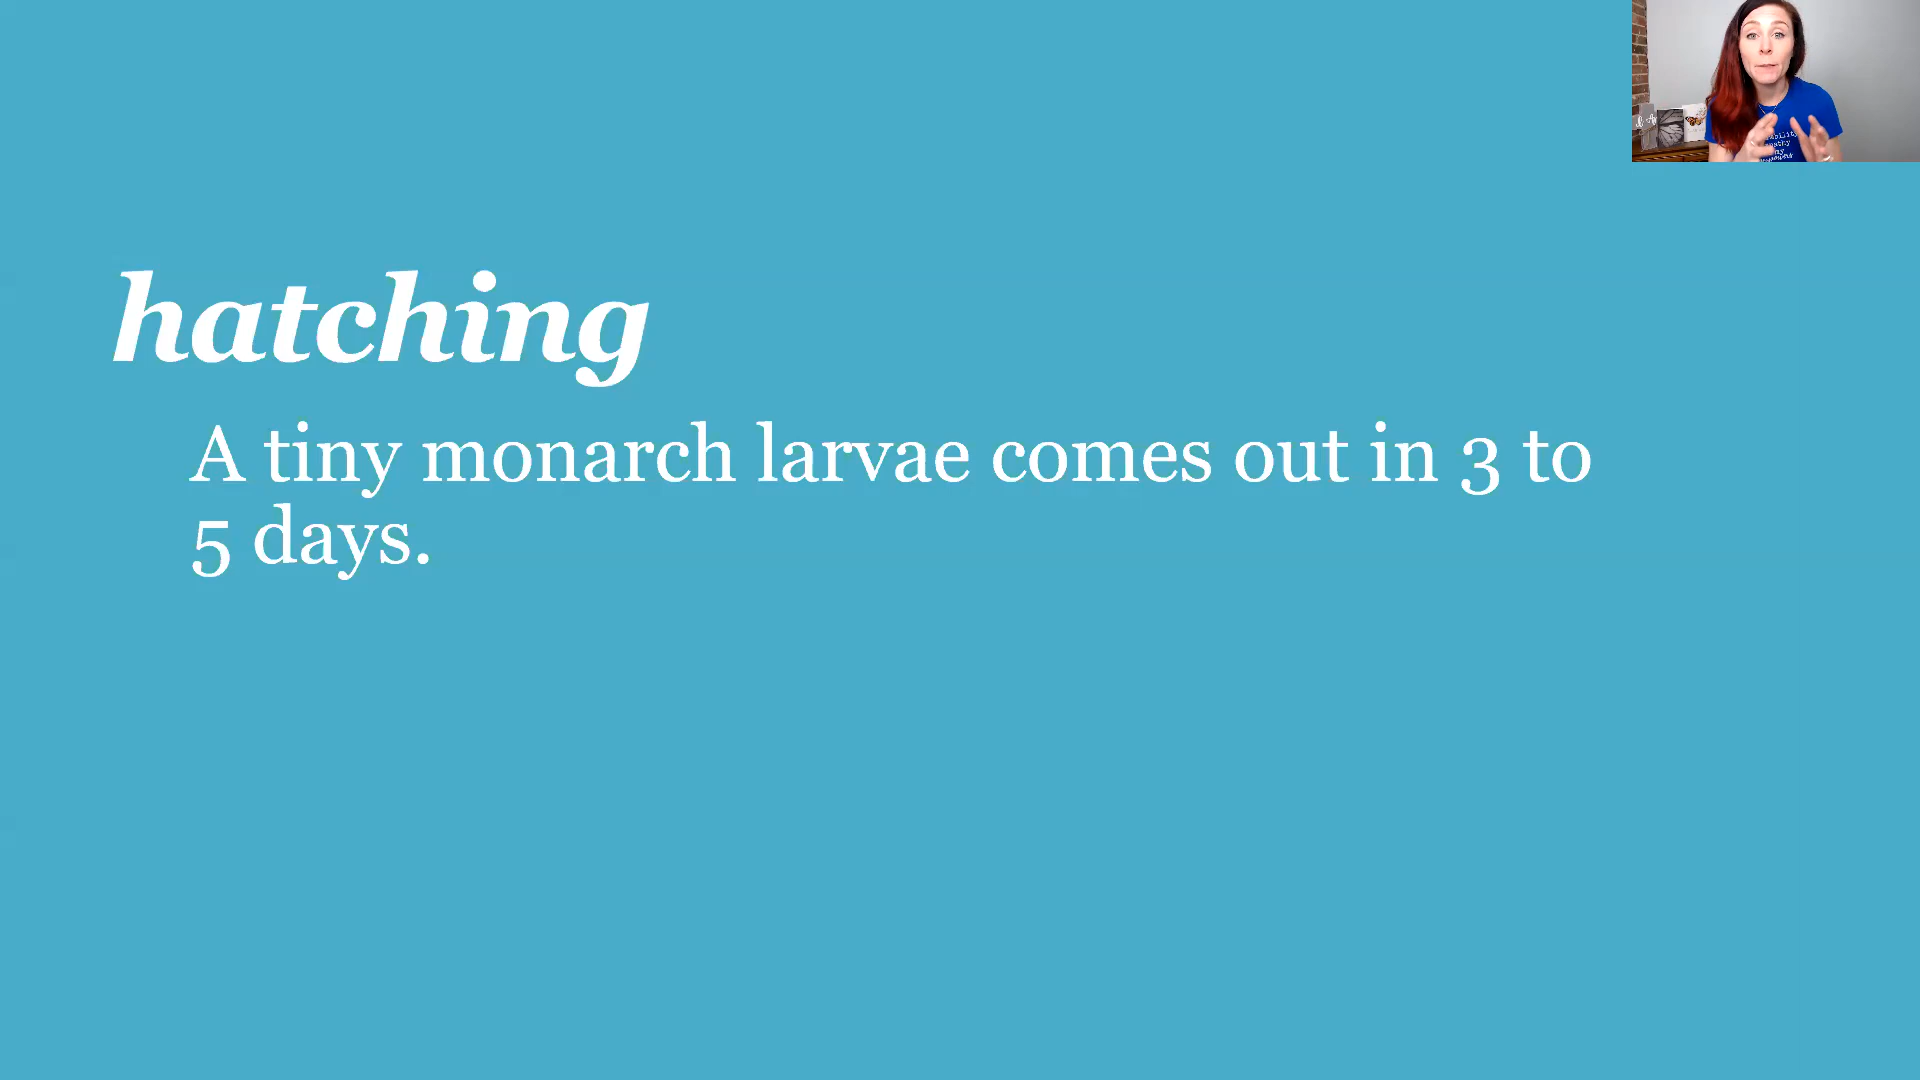 hatching
A tiny monarch larvae comes out in 3 to
5 days.